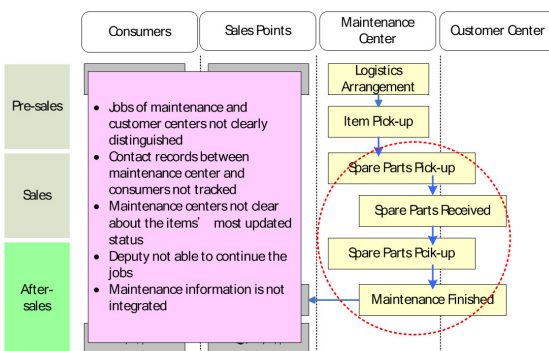 Consumers
Sales Points
Maintenance
Center
Customer Center
Pre-sales
Sales
After-
sales
Logistics
Arrangement
Item Pick-up
Spare Parts Pick-up
Spare Parts Received
Spare Parts Pcik-up
Maintenance Finished
• Jobs of maintenance and
customer centers not clearly
distinguished
• Contact records between
maintenance center and
consumers not tracked
• Maintenance centers not clear
about the items' most updated
status
• Deputy not able to continue the
jobs
• Maintenance information is not
integrated